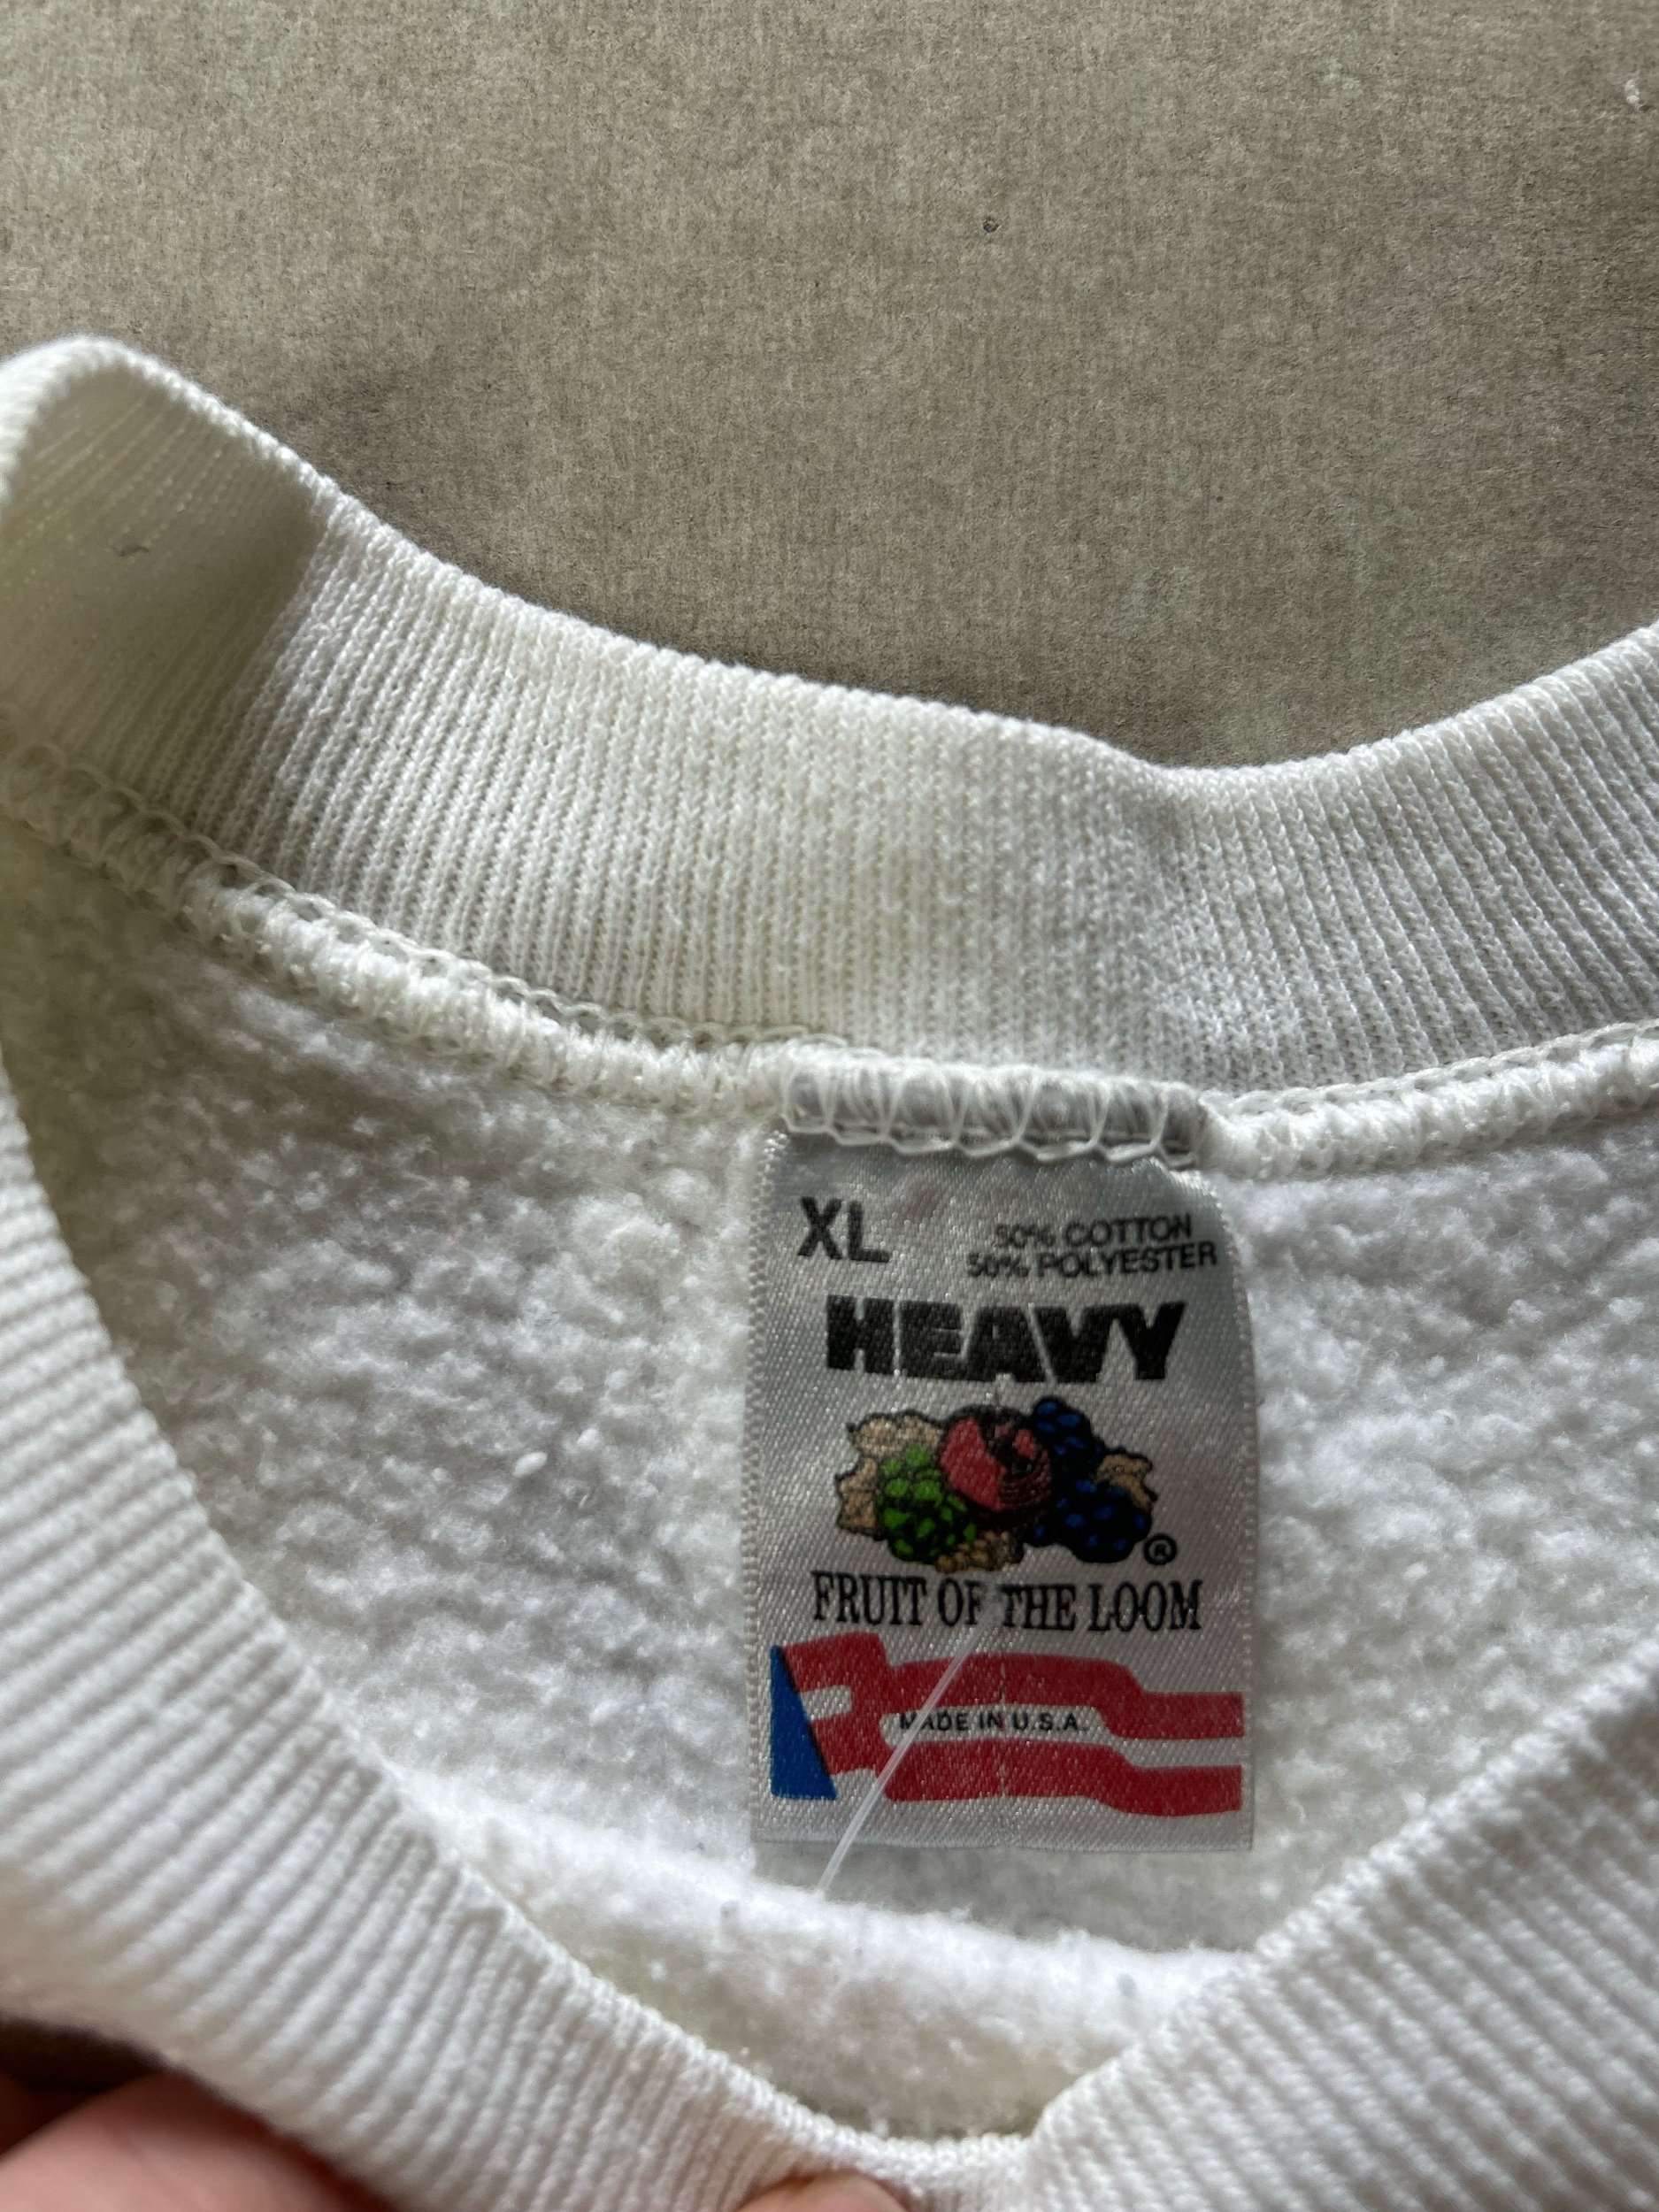 XL
50% COTTON
50% POLYESTER
HEAVY
®
FRUIT OF THE LOOM
MADE IN U.S.A.